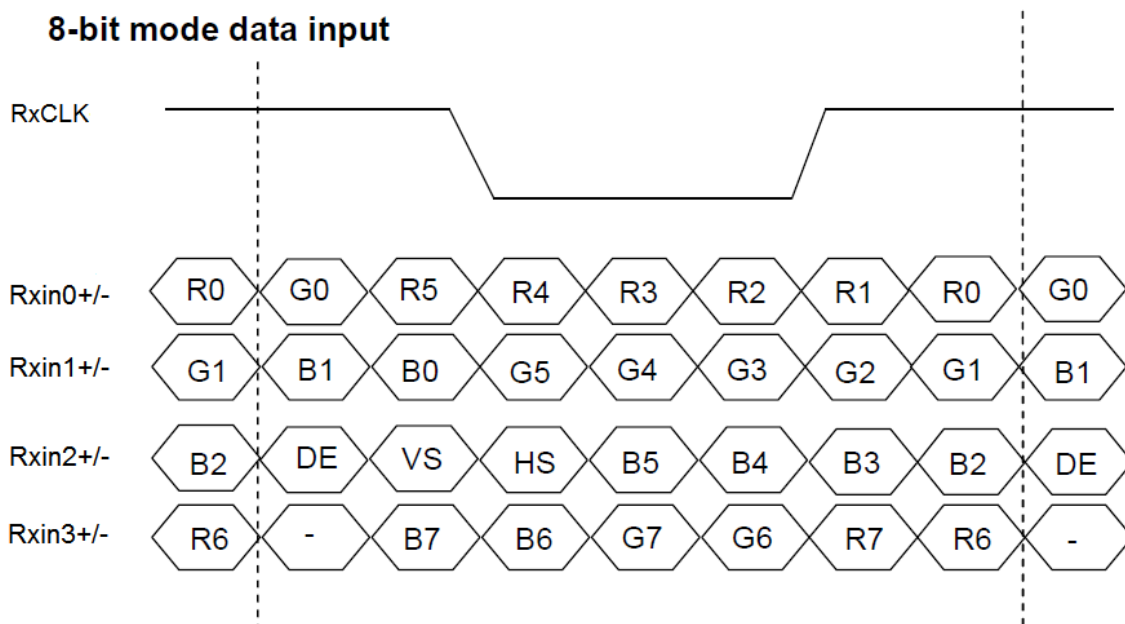 8-bit mode data input
RxCLK
Rxin0+/- R0 G0 R5 R4 R3 R2 R1 R0 G0
Rxin1+/- G1 B1 B0 G5 G4 G3 G2 G1 B1
Rxin2+/- B2 DE VS HS B5 B4 B3 B2 DE
Rxin3+/- R6 - B7 B6 G7 G6 R7 R6 -